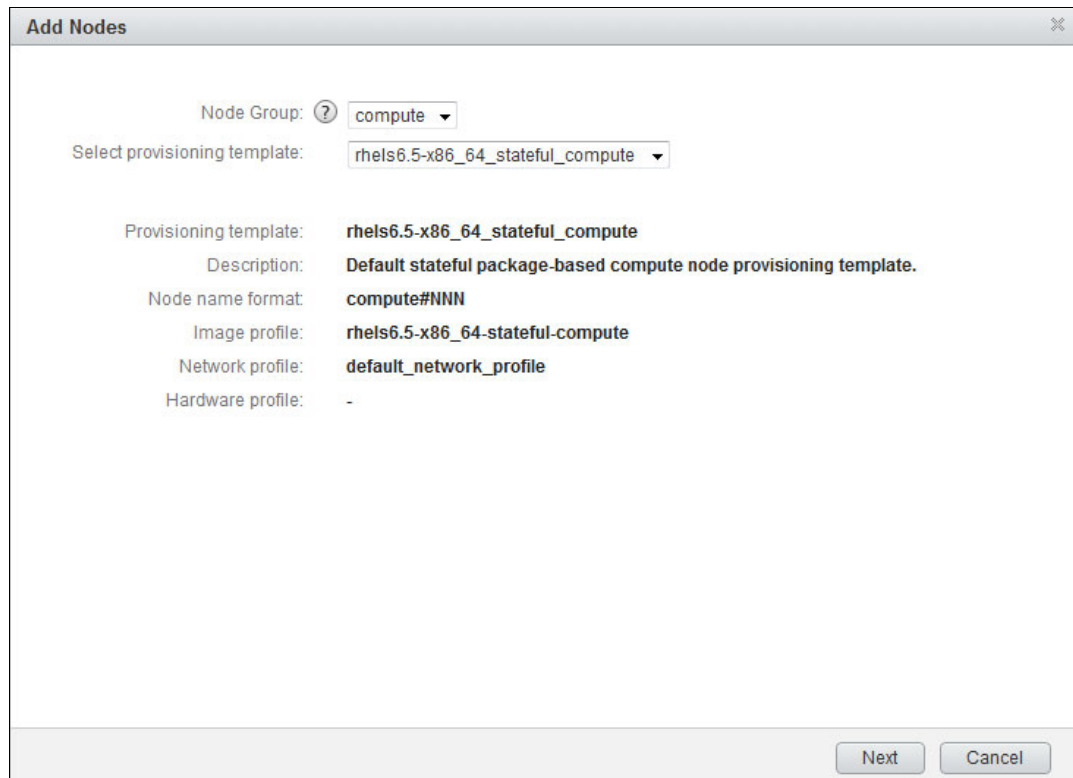 Add Nodes
Node Group: ? compute
Select provisioning template: rhels6.5-x86_64_stateful_compute
Provisioning template: rhels6.5-x86_64_stateful_compute
Description: Default stateful package-based compute node provisioning template.
Node name format: compute#NNN
Image profile: rhels6.5-x86_64-stateful-compute
Network profile: default_network_profile
Hardware profile: -
Next Cancel